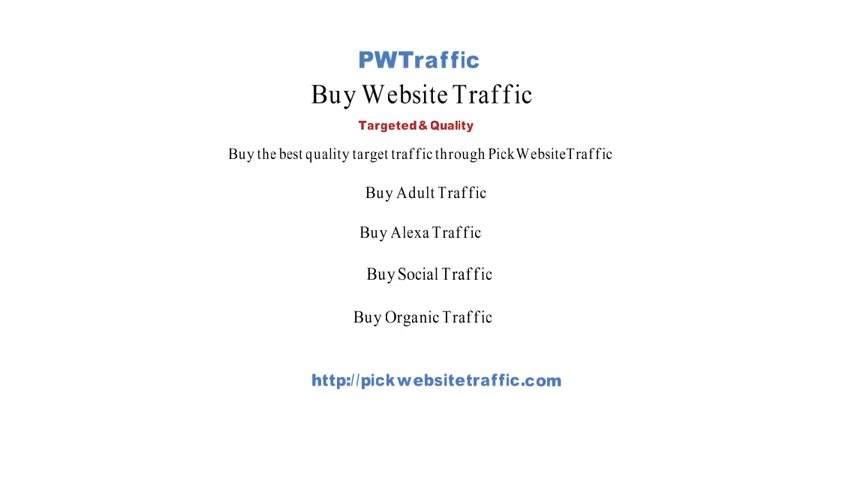 PWTraffic
Buy Website Traffic
Targeted & Quality
Buy the best quality target traffic through PickWebsiteTraffic
Buy Adult Traffic
Buy Alexa Traffic
Buy Social Traffic
Buy Organic Traffic
http://pickwebsitetraffic.com